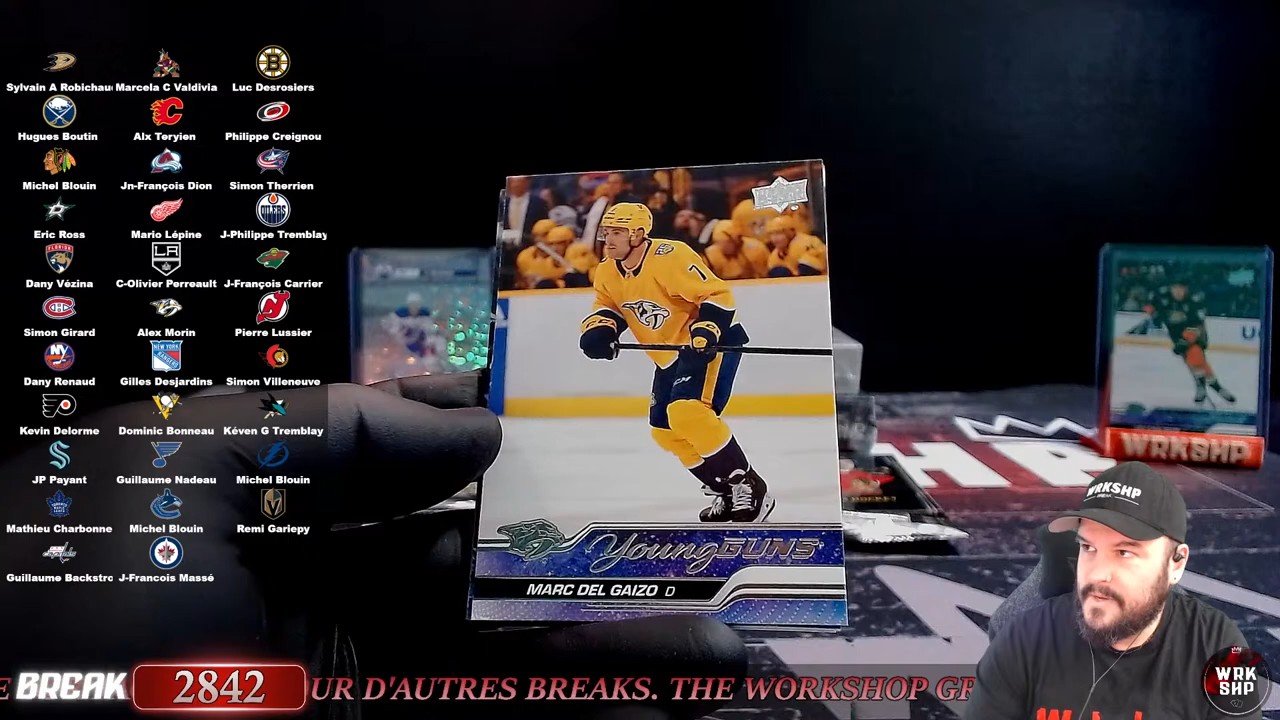 Sylvain A Robichau Marcela C Valdivia Luc Desrosiers
Hugues Boutin Alx Teryien Philippe Creignou
Michel Blouin Jn-François Dion Simon Therrien
Eric Ross Mario Lépine J-Philippe Tremblay
Dany Vézina C-Olivier Perreault J-François Carrier
Simon Girard Alex Morin Pierre Lussier
Dany Renaud Gilles Desjardins Simon Villeneuve
Kevin Delorme Dominic Bonneau Kéven G Tremblay
JP Payant Guillaume Nadeau Michel Blouin
Mathieu Charbonne Michel Blouin Remi Gariepy
Guillaume Backstro J-Francois Massé
UPPER DECK
7
CCM
Young GUNS
MARC DEL GAIZO D
WRKSHP
WRKSHP
BREAK 2842 UR D'AUTRES BREAKS. THE WORKSHOP GR
WRK
SHP